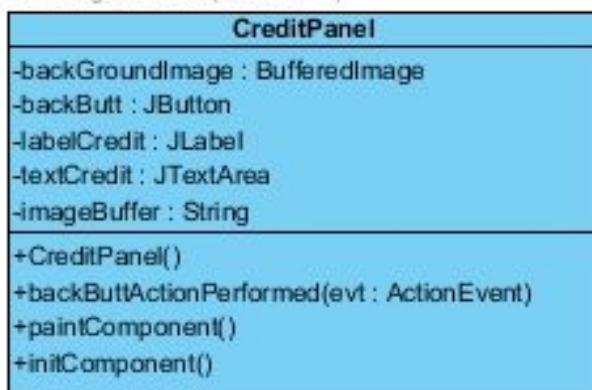 CreditPanel
-backGroundImage : BufferedImage
-backButt : JButton
-labelCredit : JLabel
-textCredit : JTextArea
-imageBuffer : String
+CreditPanel()
+backButtActionPerformed(evt : ActionEvent)
+paintComponent()
+initComponent()